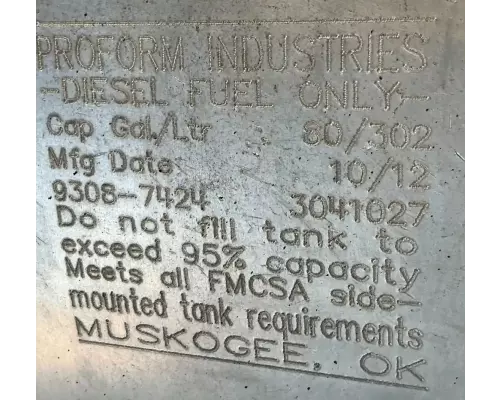 PROFORM INDUSTRIES
-DIESEL FUEL ONLY-
Cap Gal./Ltr 80/302
Mfg Date 10/12
9308-7424 3041027
Do not fill tank to
exceed 95% capacity
Meets all FMCSA side-
mounted tank requirements
MUSKOGEE, OK